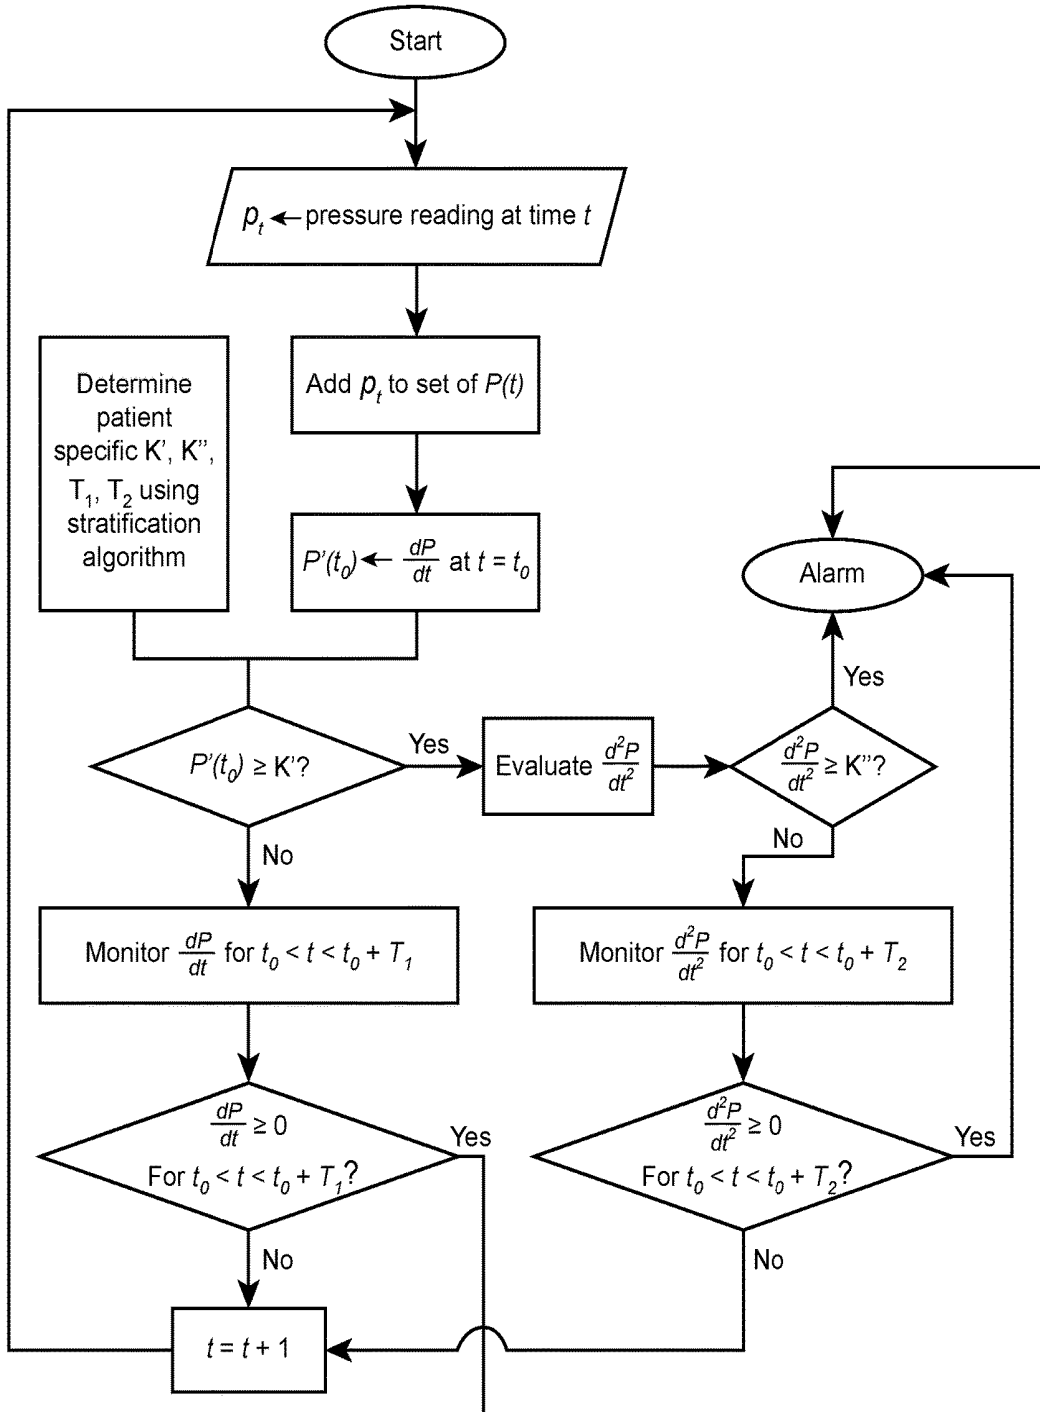 Start
pₜ ← pressure reading at time t
Determine
patient
specific K', K'',
T₁, T₂ using
stratification
algorithm
Add pₜ to set of P(t)
P'(t₀) ← dP/dt at t = t₀
Alarm
Yes
P'(t₀) ≥ K'?
Yes
Evaluate d²P/dt²
d²P/dt² ≥ K''?
No
No
Monitor dP/dt for t₀ < t < t₀ + T₁
Monitor d²P/dt² for t₀ < t < t₀ + T₂
dP/dt ≥ 0
For t₀ < t < t₀ + T₁?
Yes
d²P/dt² ≥ 0
For t₀ < t < t₀ + T₂?
Yes
No
No
t = t + 1